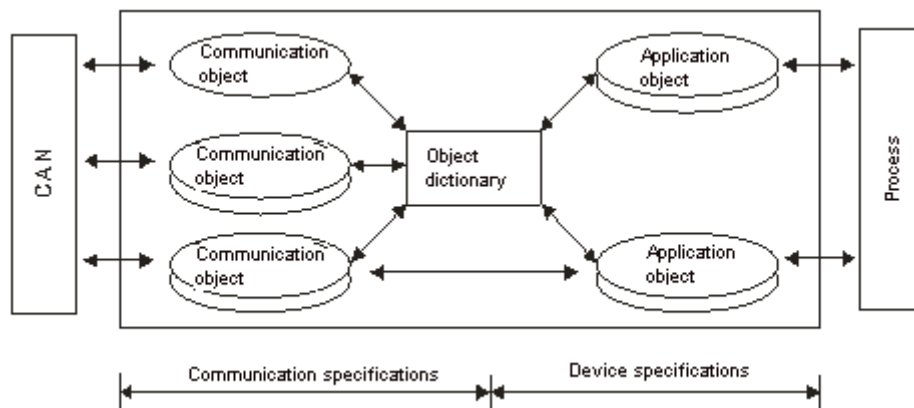 CAN
Communication
object
Communication
object
Communication
object
Object
dictionary
Application
object
Application
object
Process
Communication specifications
Device specifications